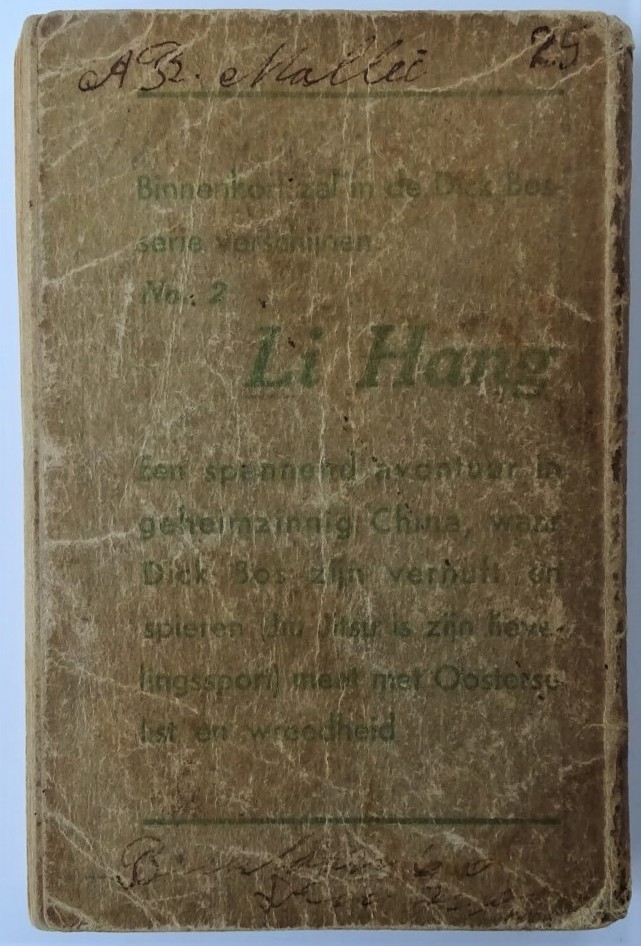 A B. Mallei 25
Binnenkort zal in de Dick Bos-
serie verschijnen:
No. 2
Li Hang
Een spannend avontuur in
geheimzinnig China, waar
Dick Bos zijn vernuft en
spieren (Jiu Jitsu is zijn lieve-
lingssport) meet met Oosterse
list en wreedheid